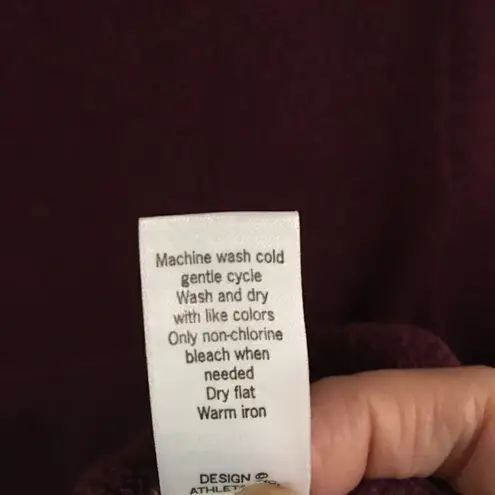 Machine wash cold
gentle cycle
Wash and dry
with like colors
Only non-chlorine
bleach when
needed
Dry flat
Warm iron
DESIGN ©